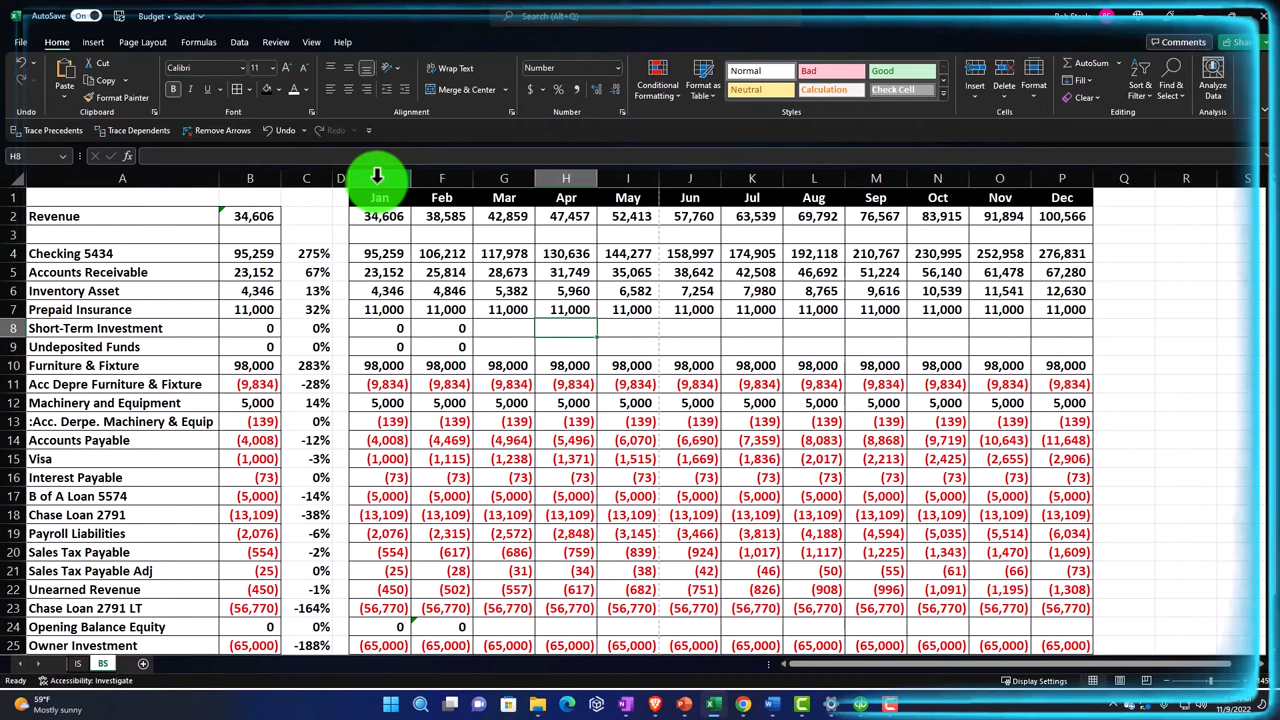 AutoSave On Budget • Saved Search (Alt+Q) Bob Steele BS
File Home Insert Page Layout Formulas Data Review View Help Comments Share
Paste Cut Copy Format Painter Calibri 11 Wrap Text Merge & Center Number Conditional Formatting Format as Table Normal Bad Good Neutral Calculation Check Cell Insert Delete Format AutoSum Fill Clear Sort & Filter Find & Select Analyze Data
Undo Clipboard Font Alignment Number Styles Cells Editing Analysis
Trace Precedents Trace Dependents Remove Arrows Undo Redo
H8 fx
A B C D F G H I J K L M N O P Q R S
1 Jan Feb Mar Apr May Jun Jul Aug Sep Oct Nov Dec
2 Revenue 34,606 34,606 38,585 42,859 47,457 52,413 57,760 63,539 69,792 76,567 83,915 91,894 100,566
3
4 Checking 5434 95,259 275% 95,259 106,212 117,978 130,636 144,277 158,997 174,905 192,118 210,767 230,995 252,958 276,831
5 Accounts Receivable 23,152 67% 23,152 25,814 28,673 31,749 35,065 38,642 42,508 46,692 51,224 56,140 61,478 67,280
6 Inventory Asset 4,346 13% 4,346 4,846 5,382 5,960 6,582 7,254 7,980 8,765 9,616 10,539 11,541 12,630
7 Prepaid Insurance 11,000 32% 11,000 11,000 11,000 11,000 11,000 11,000 11,000 11,000 11,000 11,000 11,000 11,000
8 Short-Term Investment 0 0% 0 0
9 Undeposited Funds 0 0% 0 0
10 Furniture & Fixture 98,000 283% 98,000 98,000 98,000 98,000 98,000 98,000 98,000 98,000 98,000 98,000 98,000 98,000
11 Acc Depre Furniture & Fixture (9,834) -28% (9,834) (9,834) (9,834) (9,834) (9,834) (9,834) (9,834) (9,834) (9,834) (9,834) (9,834) (9,834)
12 Machinery and Equipment 5,000 14% 5,000 5,000 5,000 5,000 5,000 5,000 5,000 5,000 5,000 5,000 5,000 5,000
13 :Acc. Derpe. Machinery & Equip (139) 0% (139) (139) (139) (139) (139) (139) (139) (139) (139) (139) (139) (139)
14 Accounts Payable (4,008) -12% (4,008) (4,469) (4,964) (5,496) (6,070) (6,690) (7,359) (8,083) (8,868) (9,719) (10,643) (11,648)
15 Visa (1,000) -3% (1,000) (1,115) (1,238) (1,371) (1,515) (1,669) (1,836) (2,017) (2,213) (2,425) (2,655) (2,906)
16 Interest Payable (73) 0% (73) (73) (73) (73) (73) (73) (73) (73) (73) (73) (73) (73)
17 B of A Loan 5574 (5,000) -14% (5,000) (5,000) (5,000) (5,000) (5,000) (5,000) (5,000) (5,000) (5,000) (5,000) (5,000) (5,000)
18 Chase Loan 2791 (13,109) -38% (13,109) (13,109) (13,109) (13,109) (13,109) (13,109) (13,109) (13,109) (13,109) (13,109) (13,109) (13,109)
19 Payroll Liabilities (2,076) -6% (2,076) (2,315) (2,572) (2,848) (3,145) (3,466) (3,813) (4,188) (4,594) (5,035) (5,514) (6,034)
20 Sales Tax Payable (554) -2% (554) (617) (686) (759) (839) (924) (1,017) (1,117) (1,225) (1,343) (1,470) (1,609)
21 Sales Tax Payable Adj (25) 0% (25) (28) (31) (34) (38) (42) (46) (50) (55) (61) (66) (73)
22 Unearned Revenue (450) -1% (450) (502) (557) (617) (682) (751) (826) (908) (996) (1,091) (1,195) (1,308)
23 Chase Loan 2791 LT (56,770) -164% (56,770) (56,770) (56,770) (56,770) (56,770) (56,770) (56,770) (56,770) (56,770) (56,770) (56,770) (56,770)
24 Opening Balance Equity 0 0% 0 0
25 Owner Investment (65,000) -188% (65,000) (65,000) (65,000) (65,000) (65,000) (65,000) (65,000) (65,000) (65,000) (65,000) (65,000) (65,000)
IS BS
Ready Accessibility: Investigate Display Settings
59°F
Mostly sunny
11/9/2022